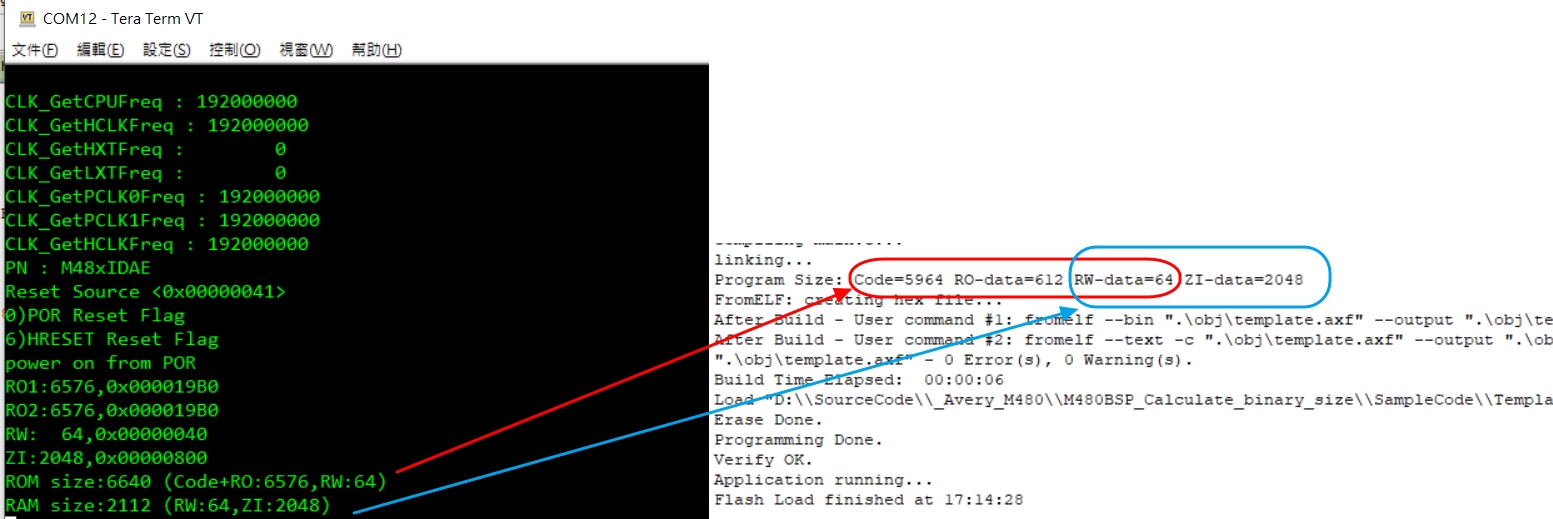 COM12 - Tera Term VT
文件(F) 編輯(E) 設定(S) 控制(O) 視窗(W) 幫助(H)
CLK_GetCPUFreq : 192000000
CLK_GetHCLKFreq : 192000000
CLK_GetHXTFreq :         0
CLK_GetLXTFreq :         0
CLK_GetPCLK0Freq : 192000000
CLK_GetPCLK1Freq : 192000000
CLK_GetHCLKFreq : 192000000
PN : M48xIDAE
Reset Source <0x00000041>
0)POR Reset Flag
6)HRESET Reset Flag
power on from POR
RO1:6576,0x000019B0
RO2:6576,0x000019B0
RW:  64,0x00000040
ZI:2048,0x00000800
ROM size:6640 (Code+RO:6576,RW:64)
RAM size:2112 (RW:64,ZI:2048)
linking...
Program Size: Code=5964 RO-data=612 RW-data=64 ZI-data=2048
FromELF: creating hex file...
After Build - User command #1: fromelf --bin ".\obj\template.axf" --output ".\obj\te
After Build - User command #2: fromelf --text -c ".\obj\template.axf" --output ".\ob
".\obj\template.axf" - 0 Error(s), 0 Warning(s).
Build Time Elapsed:  00:00:06
Load "D:\\SourceCode\\_Avery_M480\\M480BSP_Calculate_binary_size\\SampleCode\\Templa
Erase Done.
Programming Done.
Verify OK.
Application running...
Flash Load finished at 17:14:28